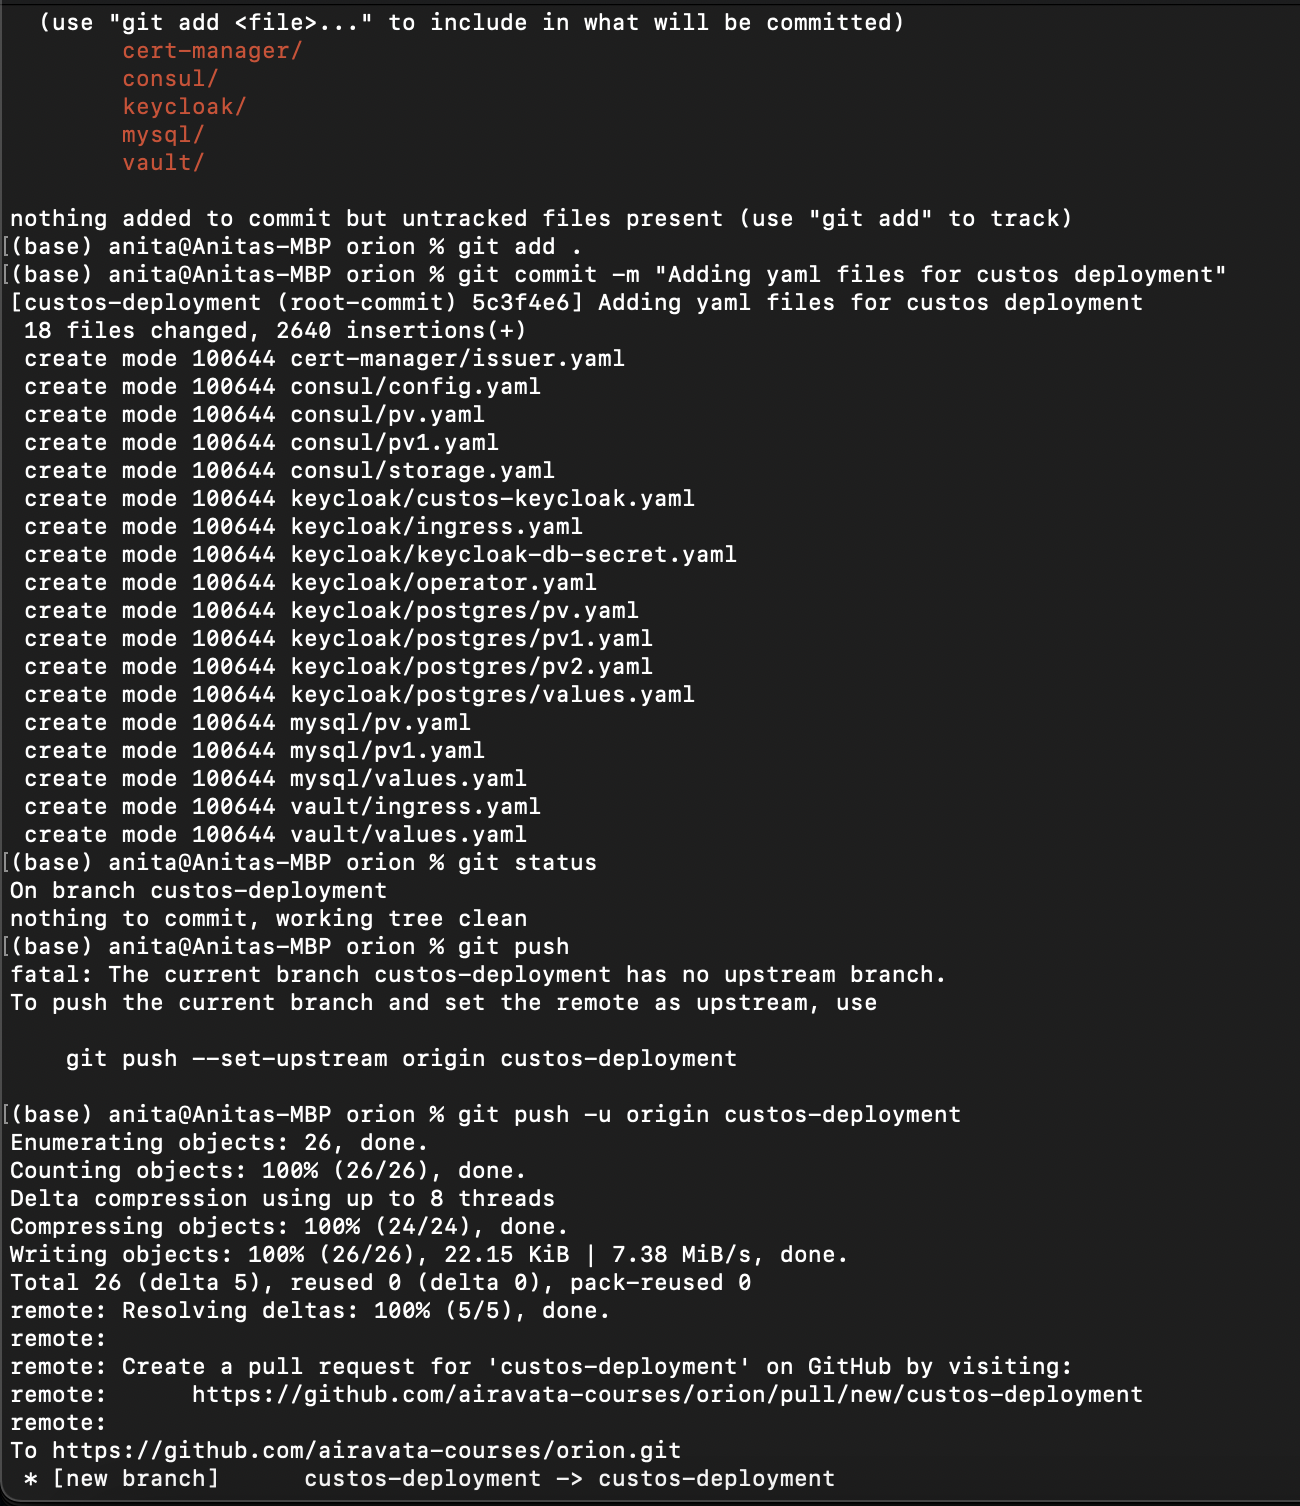 (use "git add <file>..." to include in what will be committed)
cert-manager/
consul/
keycloak/
mysql/
vault/
nothing added to commit but untracked files present (use "git add" to track)
[(base) anita@Anitas-MBP orion % git add .
[(base) anita@Anitas-MBP orion % git commit -m "Adding yaml files for custos deployment"
[custos-deployment (root-commit) 5c3f4e6] Adding yaml files for custos deployment
18 files changed, 2640 insertions(+)
create mode 100644 cert-manager/issuer.yaml
create mode 100644 consul/config.yaml
create mode 100644 consul/pv.yaml
create mode 100644 consul/pv1.yaml
create mode 100644 consul/storage.yaml
create mode 100644 keycloak/custos-keycloak.yaml
create mode 100644 keycloak/ingress.yaml
create mode 100644 keycloak/keycloak-db-secret.yaml
create mode 100644 keycloak/operator.yaml
create mode 100644 keycloak/postgres/pv.yaml
create mode 100644 keycloak/postgres/pv1.yaml
create mode 100644 keycloak/postgres/pv2.yaml
create mode 100644 keycloak/postgres/values.yaml
create mode 100644 mysql/pv.yaml
create mode 100644 mysql/pv1.yaml
create mode 100644 mysql/values.yaml
create mode 100644 vault/ingress.yaml
create mode 100644 vault/values.yaml
[(base) anita@Anitas-MBP orion % git status
On branch custos-deployment
nothing to commit, working tree clean
[(base) anita@Anitas-MBP orion % git push
fatal: The current branch custos-deployment has no upstream branch.
To push the current branch and set the remote as upstream, use
git push --set-upstream origin custos-deployment
[(base) anita@Anitas-MBP orion % git push -u origin custos-deployment
Enumerating objects: 26, done.
Counting objects: 100% (26/26), done.
Delta compression using up to 8 threads
Compressing objects: 100% (24/24), done.
Writing objects: 100% (26/26), 22.15 KiB | 7.38 MiB/s, done.
Total 26 (delta 5), reused 0 (delta 0), pack-reused 0
remote: Resolving deltas: 100% (5/5), done.
remote:
remote: Create a pull request for 'custos-deployment' on GitHub by visiting:
remote:      https://github.com/airavata-courses/orion/pull/new/custos-deployment
remote:
To https://github.com/airavata-courses/orion.git
* [new branch]      custos-deployment -> custos-deployment